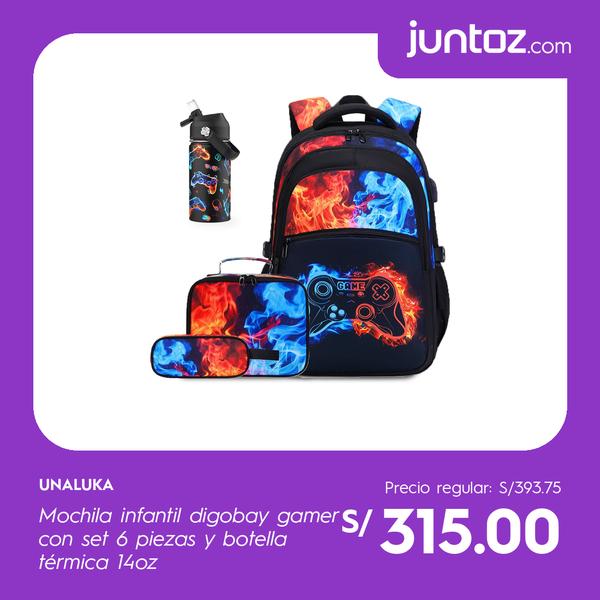 juntoz.com
GAME
UNALUKA
Mochila infantil digobay gamer
con set 6 piezas y botella
térmica 14oz
Precio regular: S/393.75
S/ 315.00